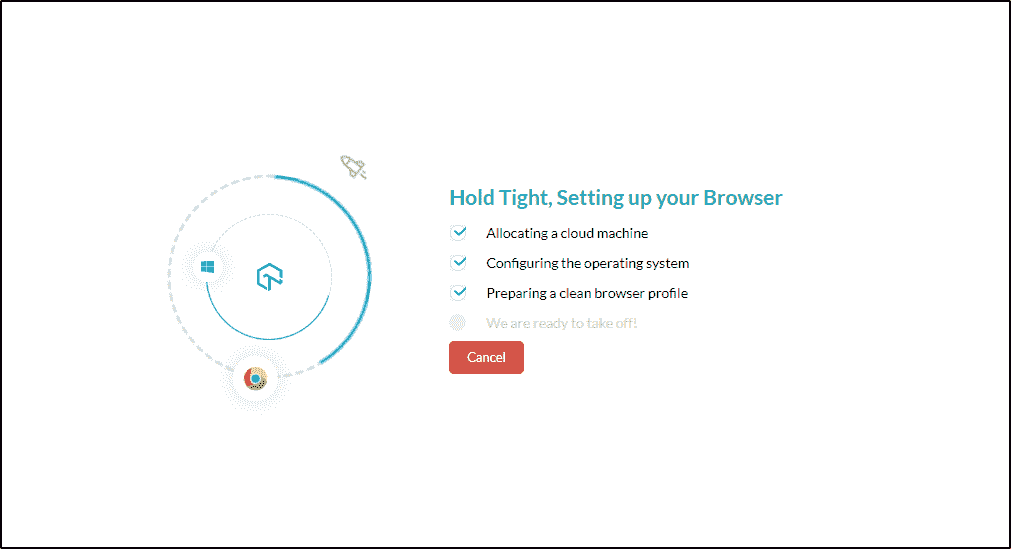 Hold Tight, Setting up your Browser
Allocating a cloud machine
Configuring the operating system
Preparing a clean browser profile
We are ready to take off!
Cancel